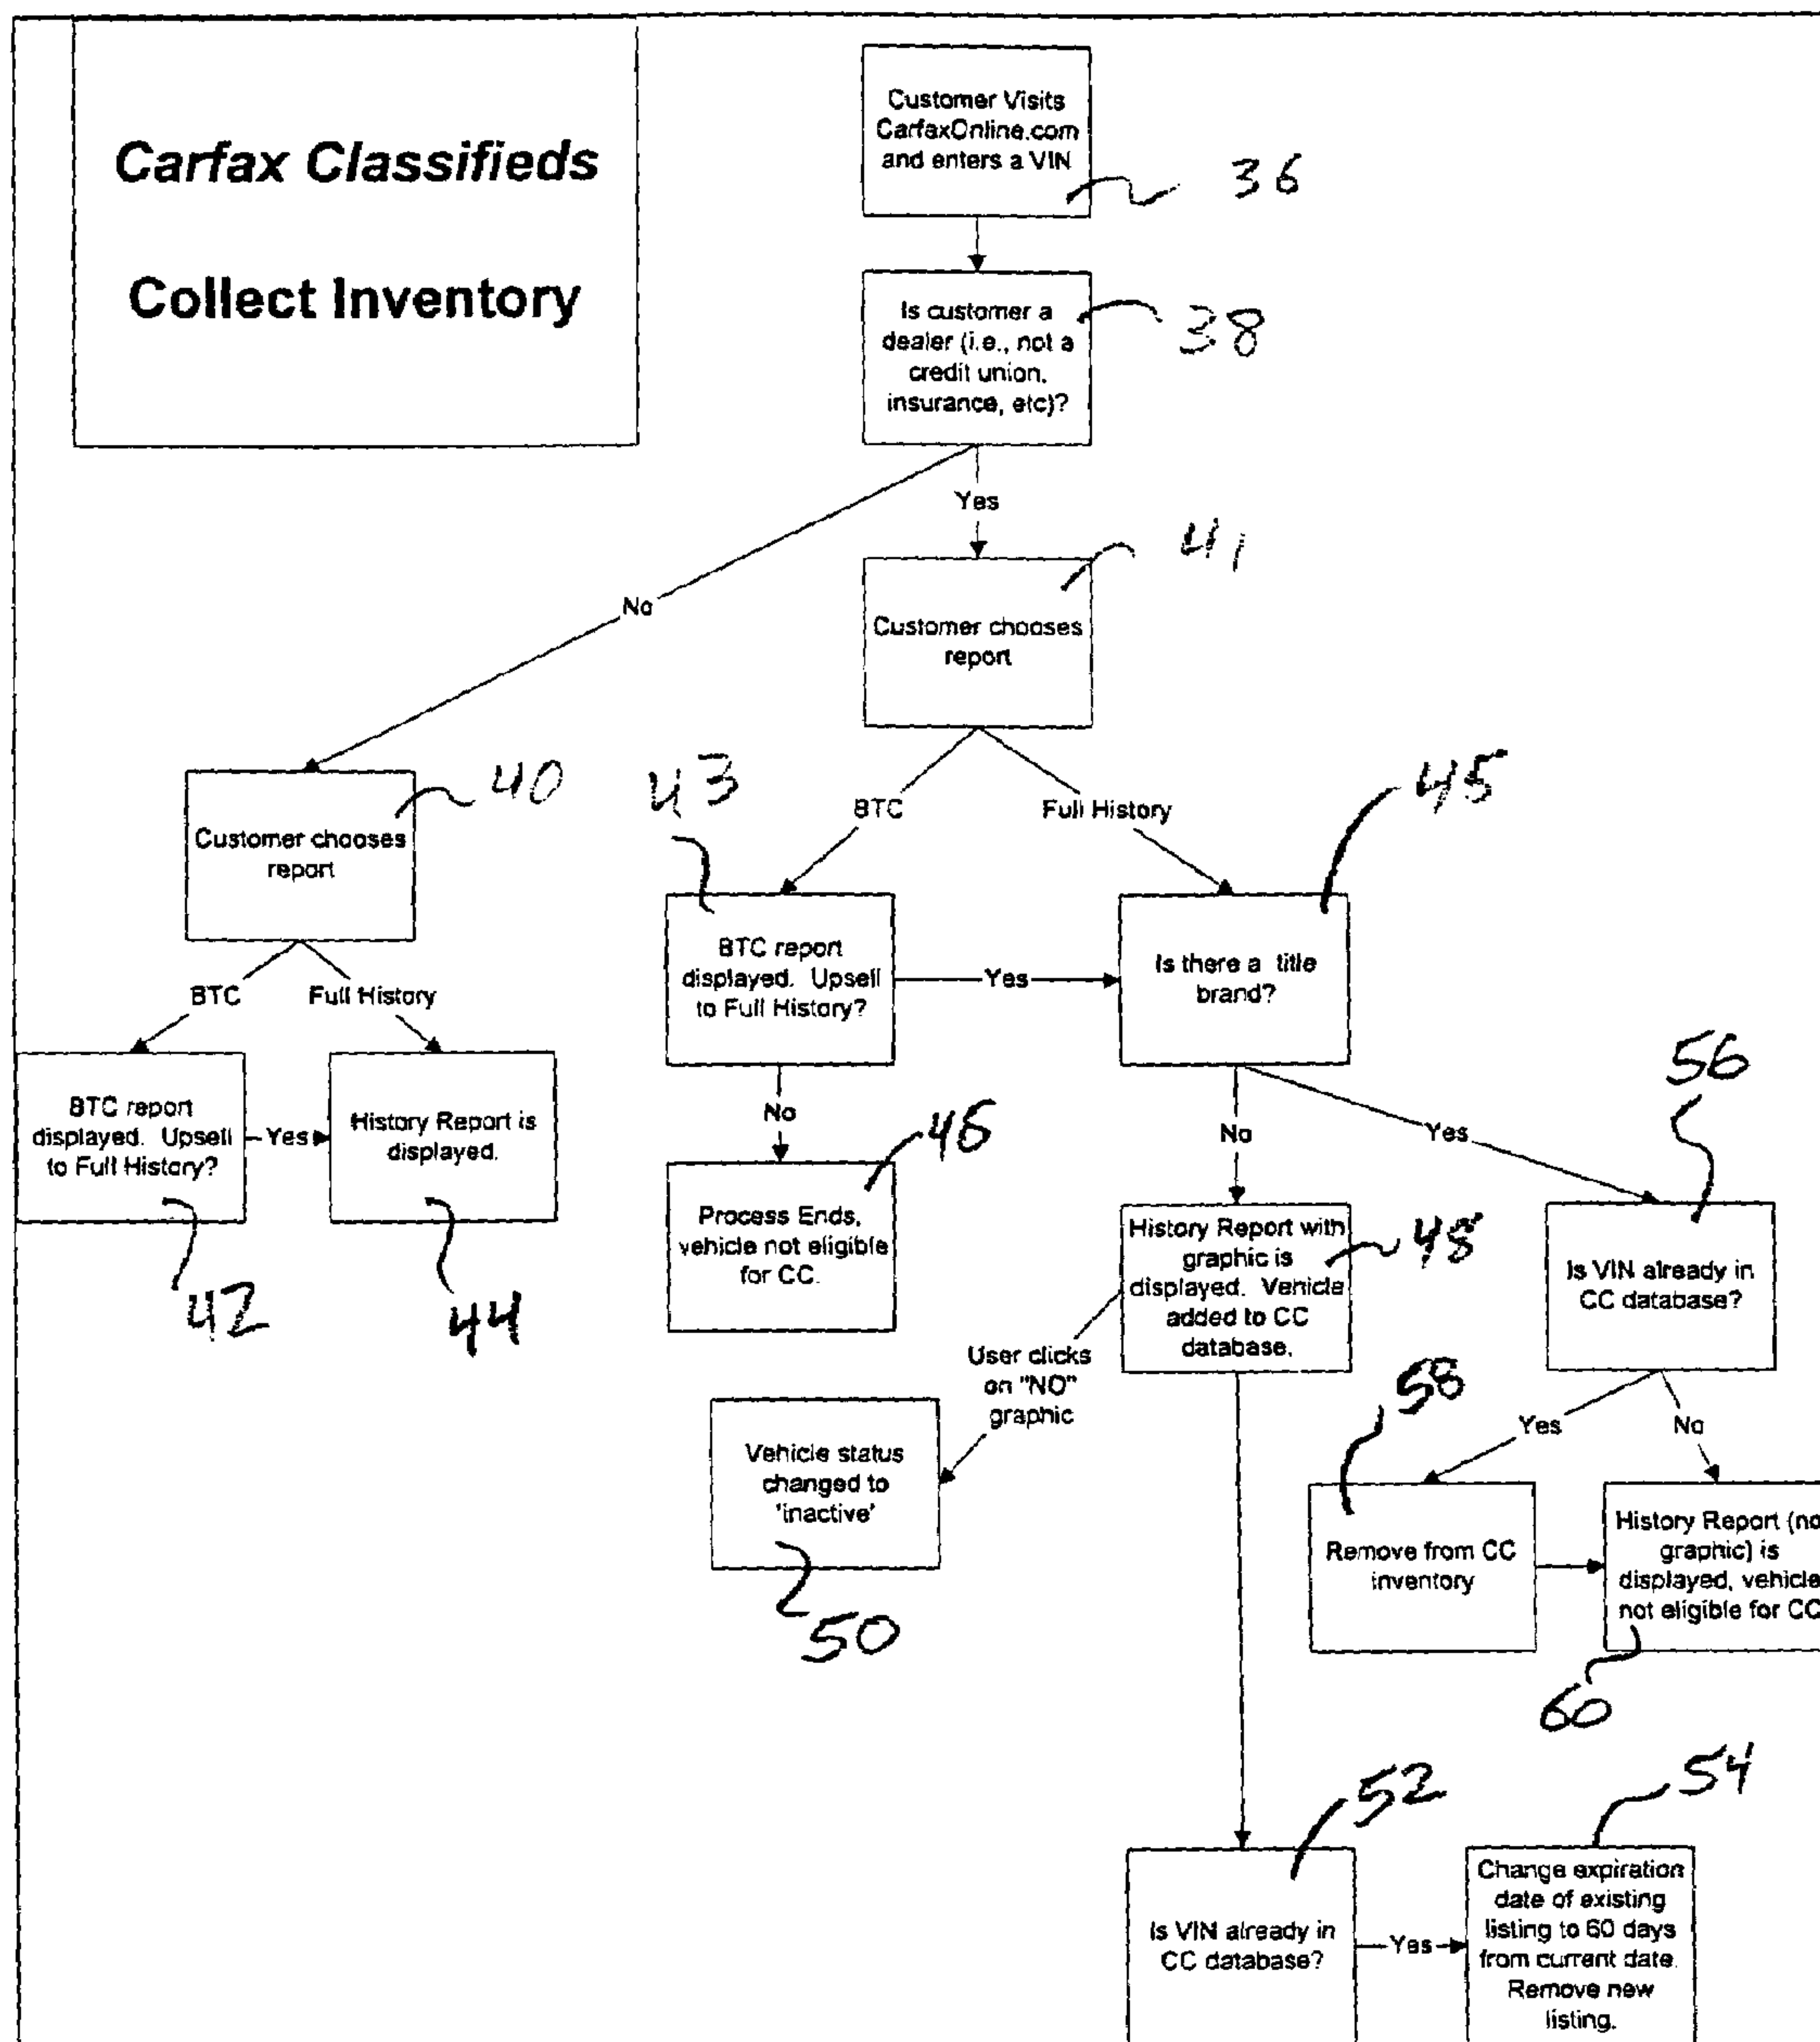 Carfax Classifieds
Collect Inventory
Customer Visits
CarfaxOnline.com
and enters a VIN
36
Is customer a
dealer (i.e., not a
credit union,
insurance, etc)?
38
Yes
No
41
Customer chooses
report
40
Customer chooses
report
BTC
Full History
43
45
BTC
Full History
BTC report
displayed. Upsell
to Full History?
Yes
Is there a title
brand?
BTC report
displayed. Upsell
to Full History?
Yes
History Report is
displayed.
42
44
No
46
Process Ends,
vehicle not eligible
for CC.
No
Yes
56
History Report with
graphic is
displayed. Vehicle
added to CC
database.
48
Is VIN already in
CC database?
User clicks
on "NO"
graphic
Vehicle status
changed to
'inactive'
50
58
Yes
No
Remove from CC
inventory
History Report (no
graphic) is
displayed, vehicle
not eligible for CC
60
52
54
Is VIN already in
CC database?
Yes
Change expiration
date of existing
listing to 60 days
from current date.
Remove new
listing.